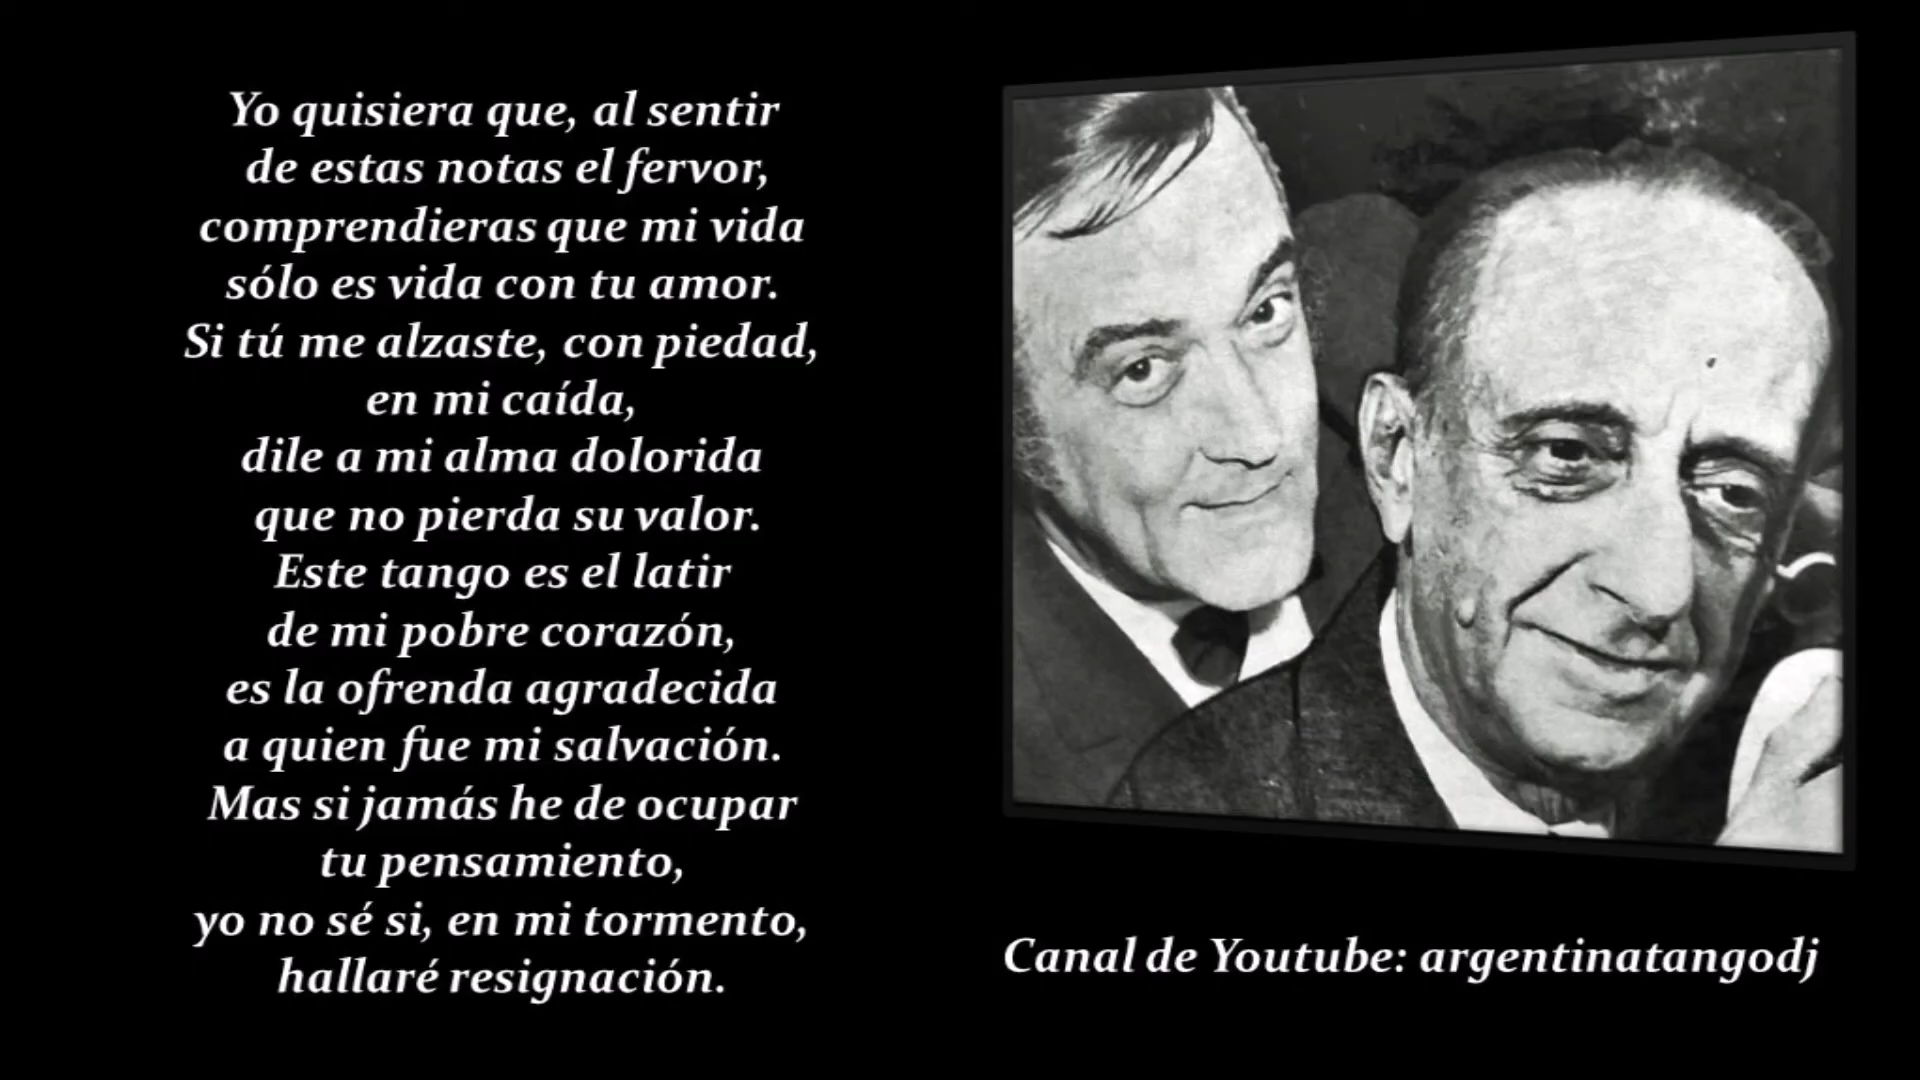 Yo quisiera que, al sentir
de estas notas el fervor,
comprendieras que mi vida
sólo es vida con tu amor.
Si tú me alzaste, con piedad,
en mi caída,
dile a mi alma dolorida
que no pierda su valor.
Este tango es el latir
de mi pobre corazón,
es la ofrenda agradecida
a quien fue mi salvación.
Mas si jamás he de ocupar
tu pensamiento,
yo no sé si, en mi tormento,
hallaré resignación.
Canal de Youtube: argentinatangodj